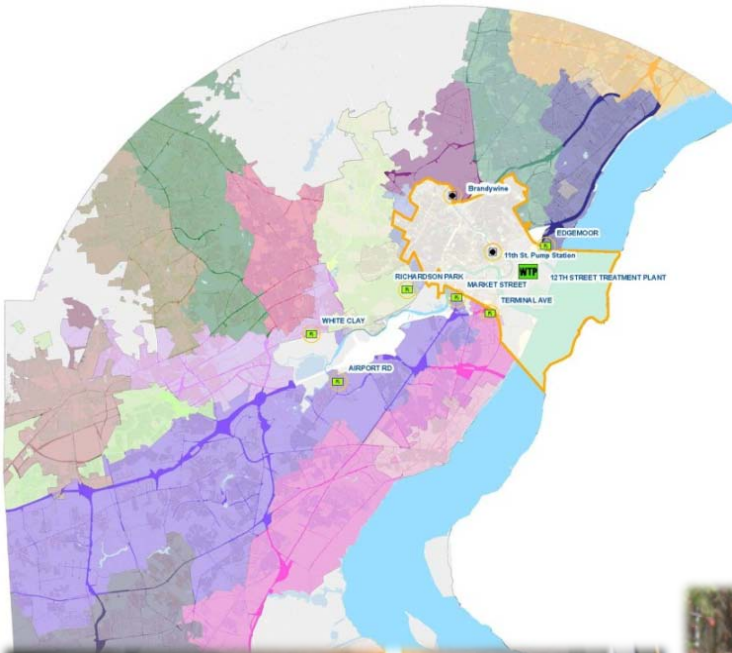 Brandywine
EDGEMOOR
11th St. Pump Station
WTP
12TH STREET TREATMENT PLANT
RICHARDSON PARK
MARKET STREET
TERMINAL AVE
WHITE CLAY
AIRPORT RD